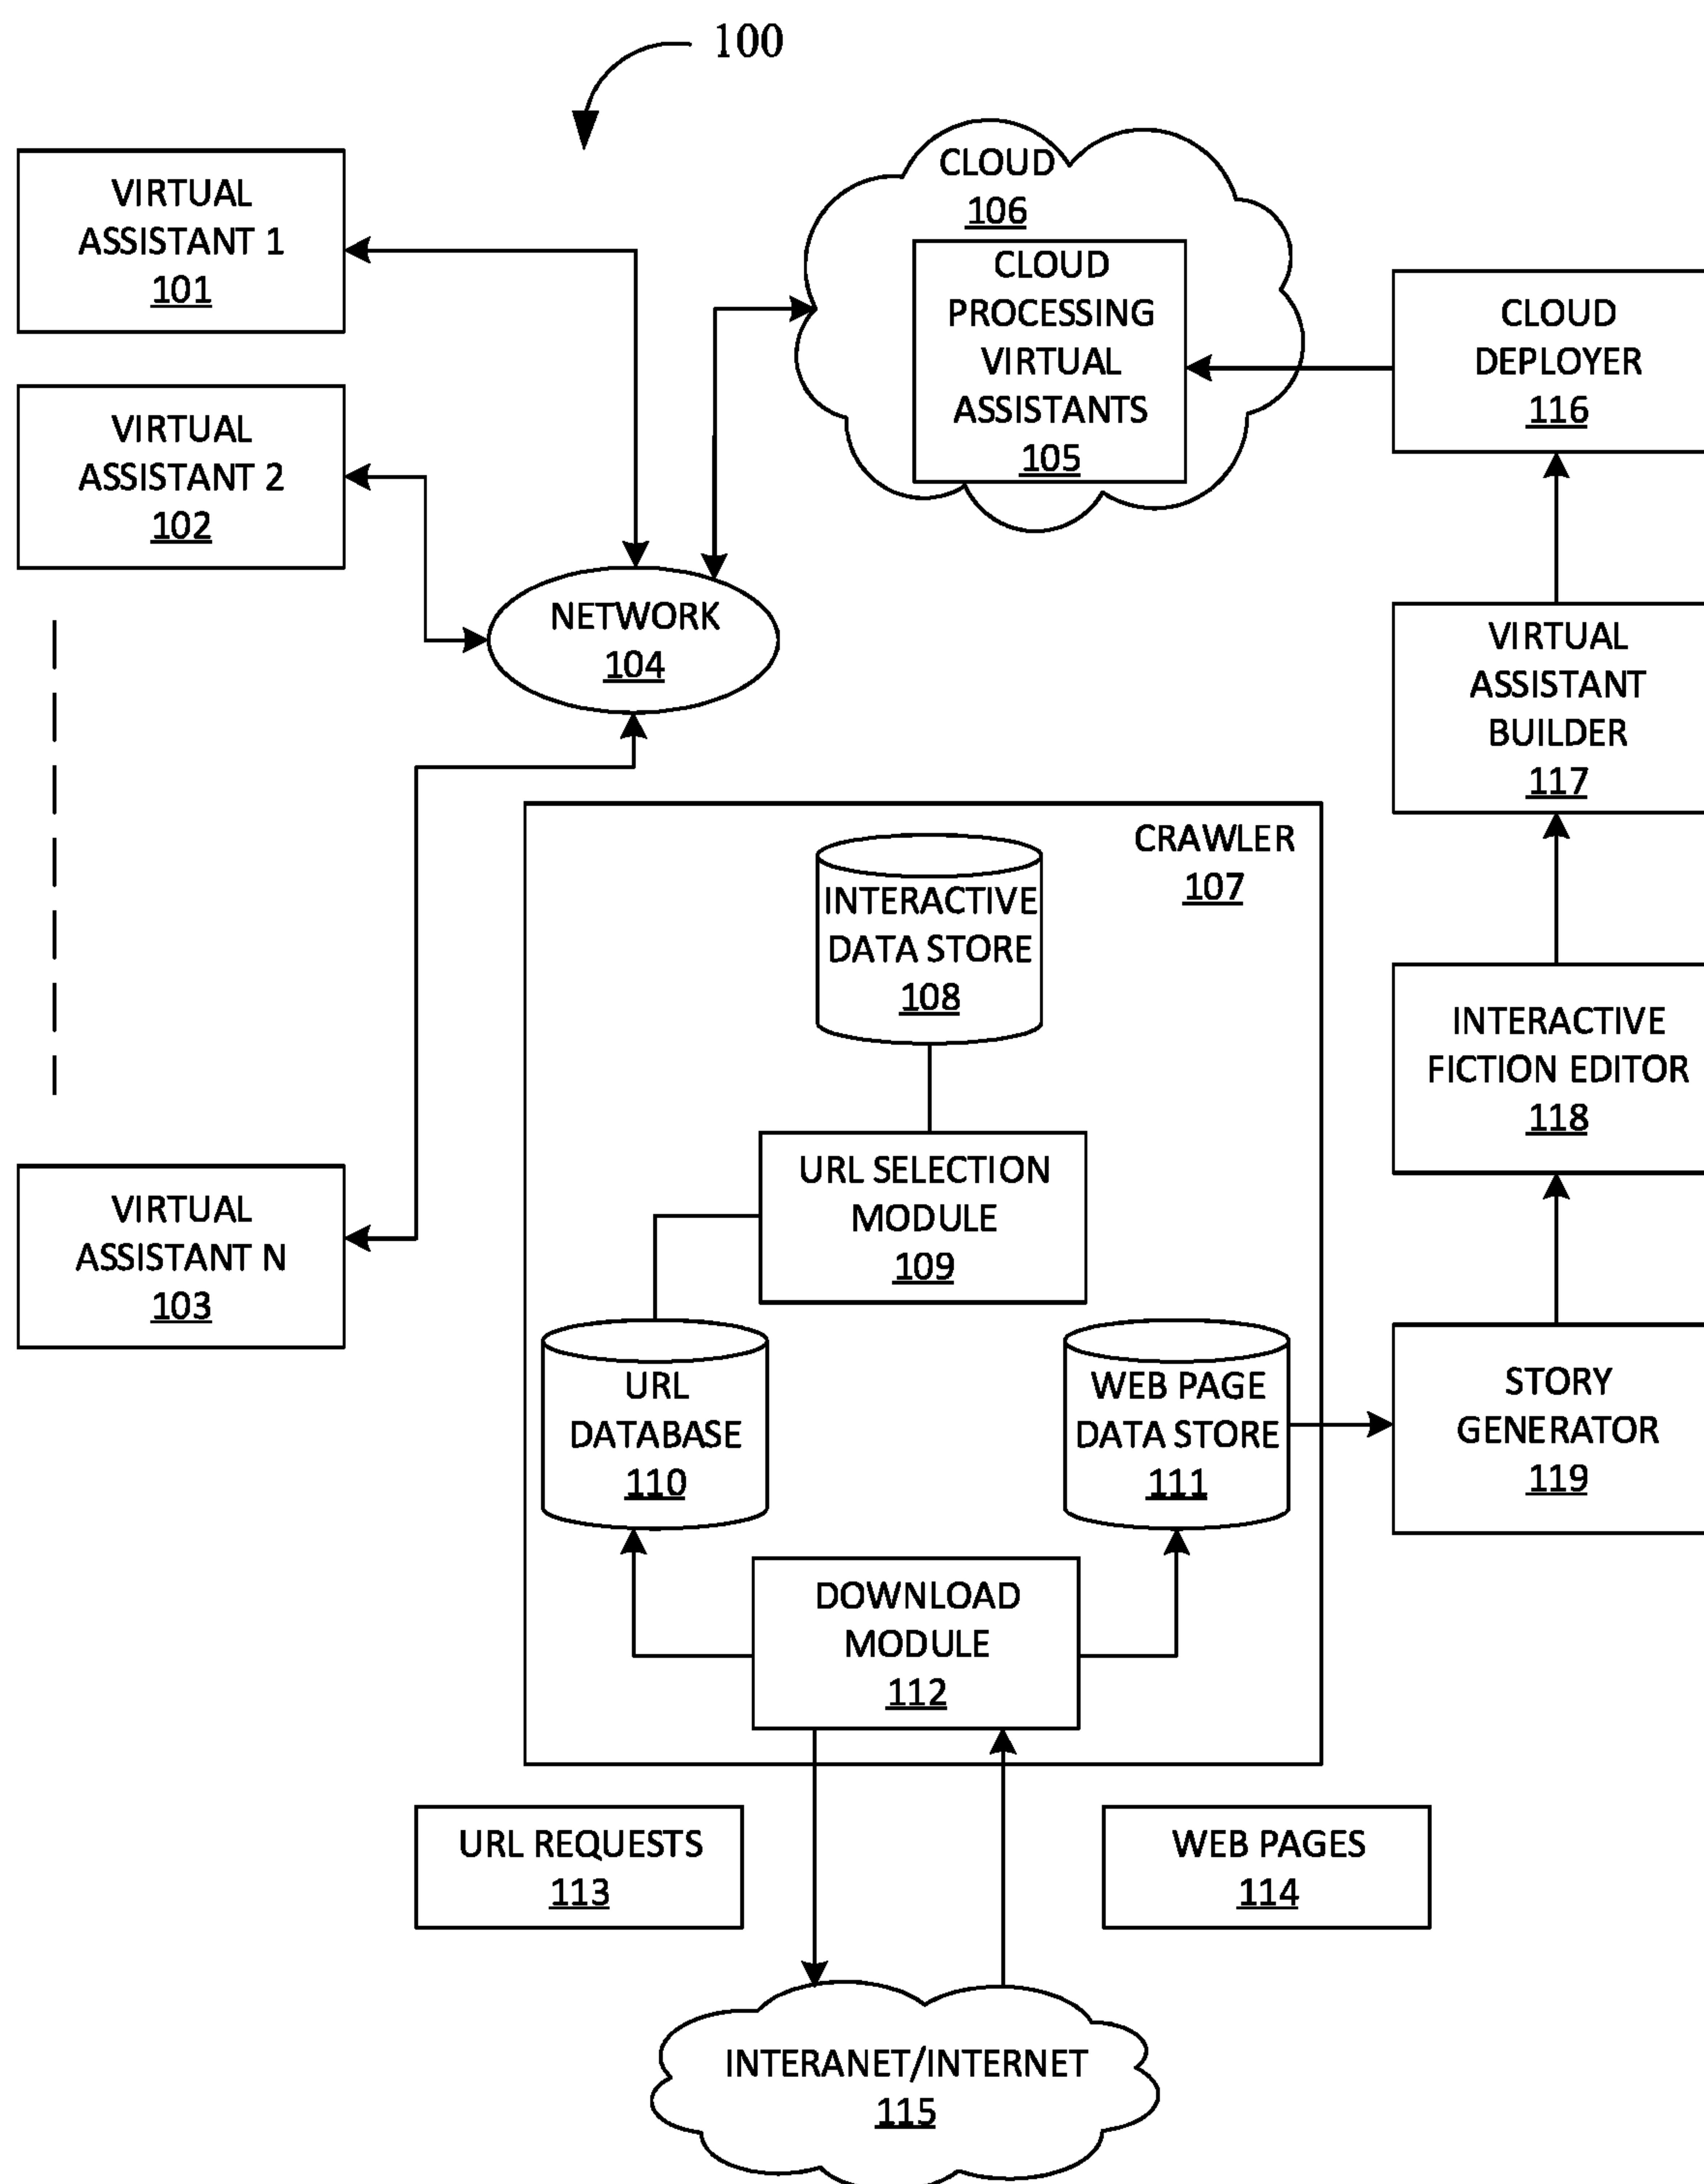 100
VIRTUAL
ASSISTANT 1
101
CLOUD
106
CLOUD
PROCESSING
VIRTUAL
ASSISTANTS
105
CLOUD
DEPLOYER
116
VIRTUAL
ASSISTANT 2
102
NETWORK
104
VIRTUAL
ASSISTANT
BUILDER
117
CRAWLER
107
INTERACTIVE
DATA STORE
108
INTERACTIVE
FICTION EDITOR
118
URL SELECTION
MODULE
109
VIRTUAL
ASSISTANT N
103
URL
DATABASE
110
WEB PAGE
DATA STORE
111
STORY
GENERATOR
119
DOWNLOAD
MODULE
112
URL REQUESTS
113
WEB PAGES
114
INTERANET/INTERNET
115